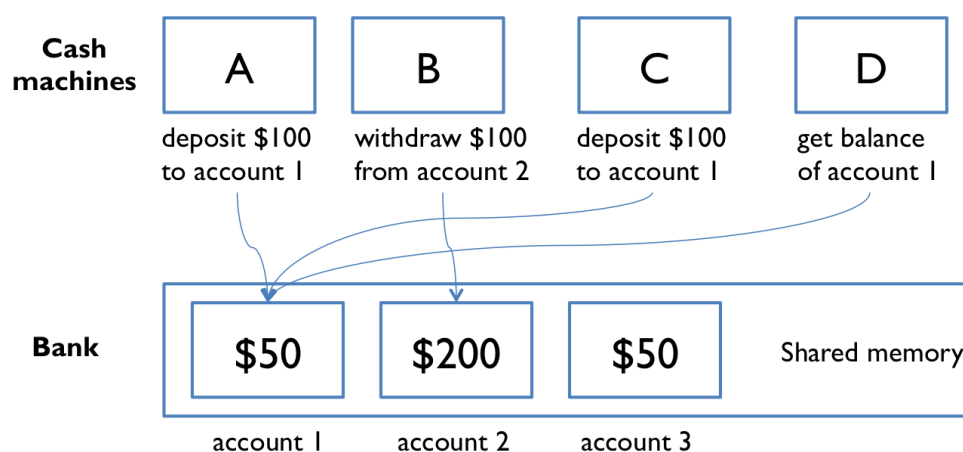 Cash
machines
A
B
C
D
deposit $100
to account 1
withdraw $100
from account 2
deposit $100
to account 1
get balance
of account 1
Bank
$50
$200
$50
Shared memory
account 1
account 2
account 3